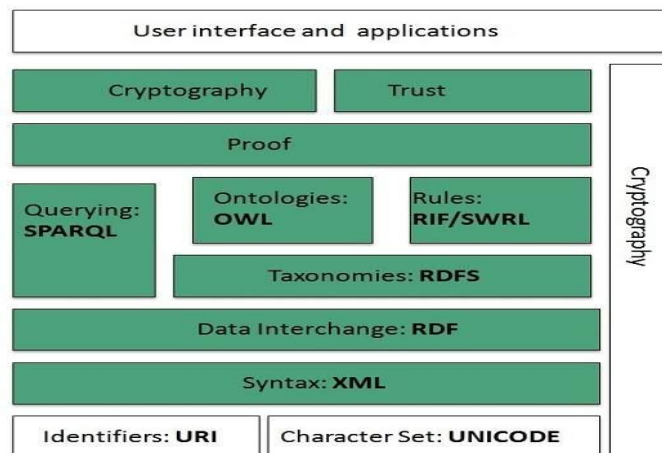 User interface and applications
Cryptography
Trust
Proof
Querying:
SPARQL
Ontologies:
OWL
Rules:
RIF/SWRL
Taxonomies: RDFS
Data Interchange: RDF
Syntax: XML
Identifiers: URI
Character Set: UNICODE
Cryptography